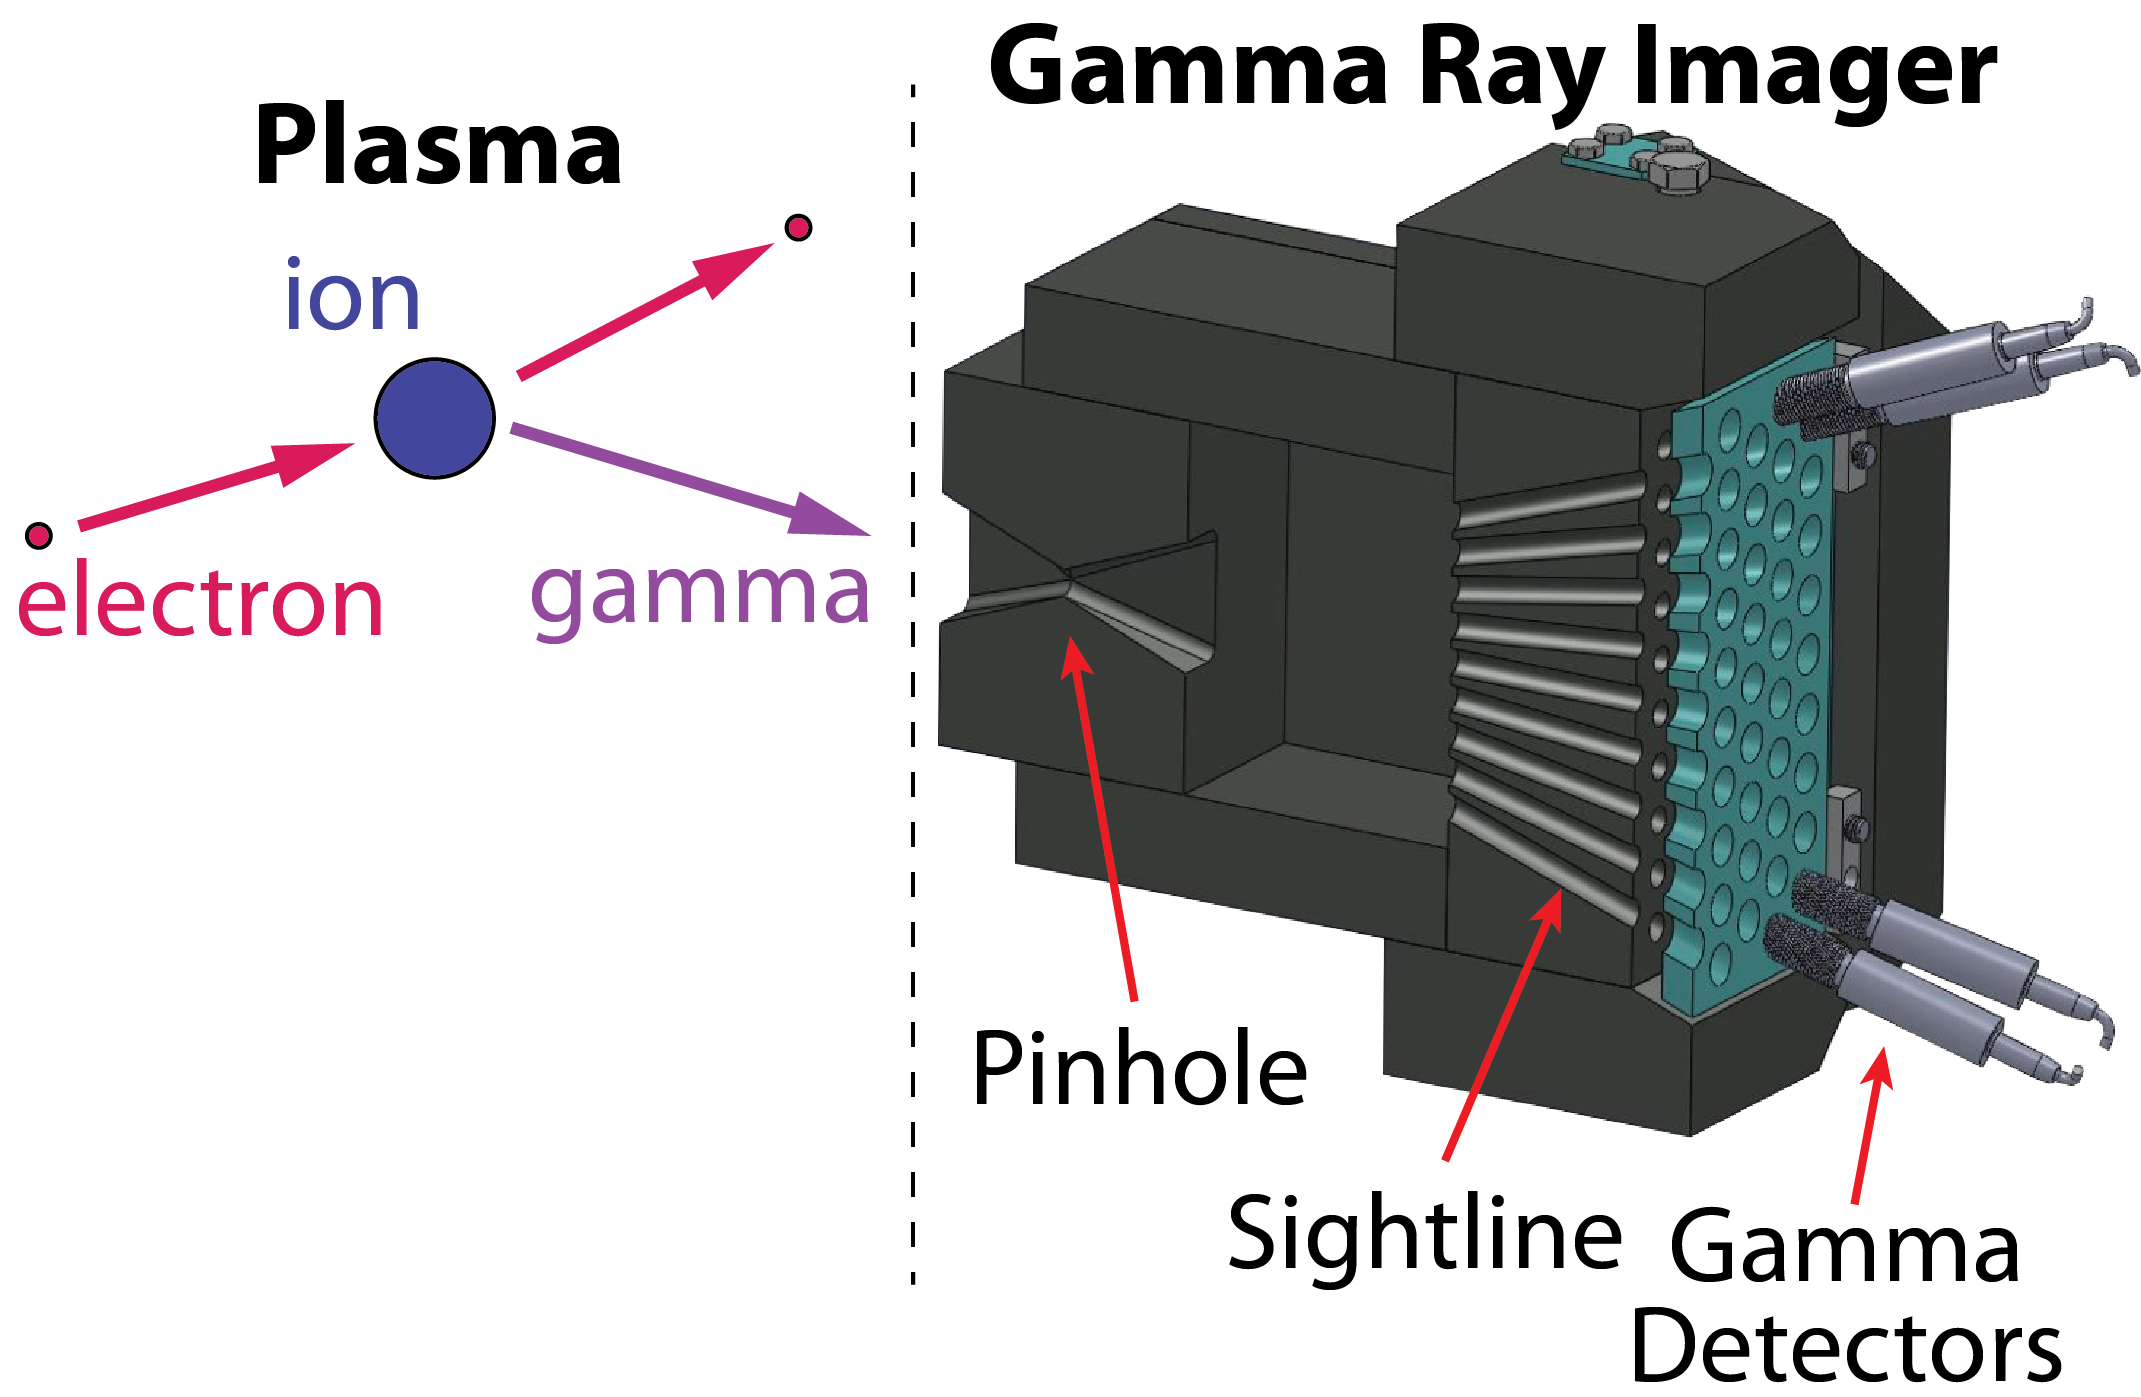 Plasma
ion
electron
gamma
Gamma Ray Imager
Pinhole
Sightline
Gamma
Detectors